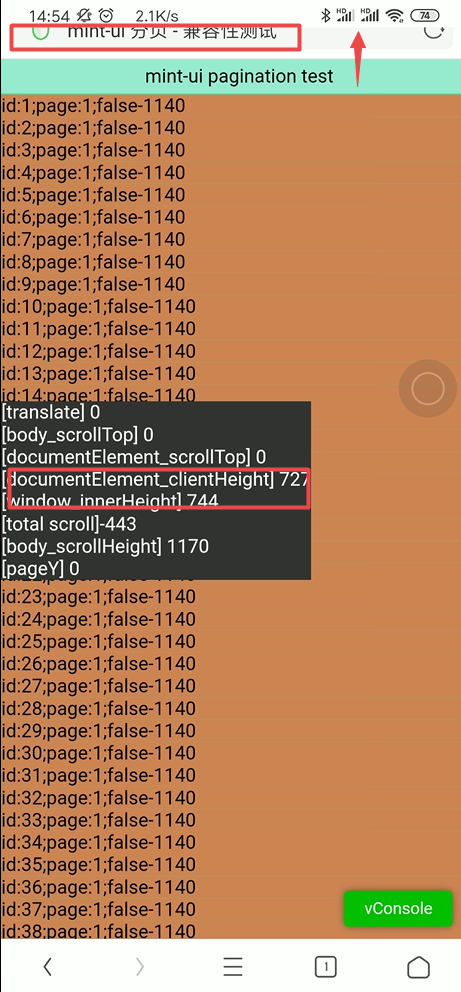 14:54 2.1K/s HD HD 74
mint-ui 分页 - 兼容性测试
mint-ui pagination test
id:1;page:1;false-1140
id:2;page:1;false-1140
id:3;page:1;false-1140
id:4;page:1;false-1140
id:5;page:1;false-1140
id:6;page:1;false-1140
id:7;page:1;false-1140
id:8;page:1;false-1140
id:9;page:1;false-1140
id:10;page:1;false-1140
id:11;page:1;false-1140
id:12;page:1;false-1140
id:13;page:1;false-1140
id:14;page:1;false-1140
[translate] 0
[body_scrollTop] 0
[documentElement_scrollTop] 0
[documentElement_clientHeight] 727
[window_innerHeight] 744
[total scroll]-443
[body_scrollHeight] 1170
[pageY] 0
id:23;page:1;false-1140
id:24;page:1;false-1140
id:25;page:1;false-1140
id:26;page:1;false-1140
id:27;page:1;false-1140
id:28;page:1;false-1140
id:29;page:1;false-1140
id:30;page:1;false-1140
id:31;page:1;false-1140
id:32;page:1;false-1140
id:33;page:1;false-1140
id:34;page:1;false-1140
id:35;page:1;false-1140
id:36;page:1;false-1140
id:37;page:1;false-1140
id:38;page:1;false-1140
vConsole
1